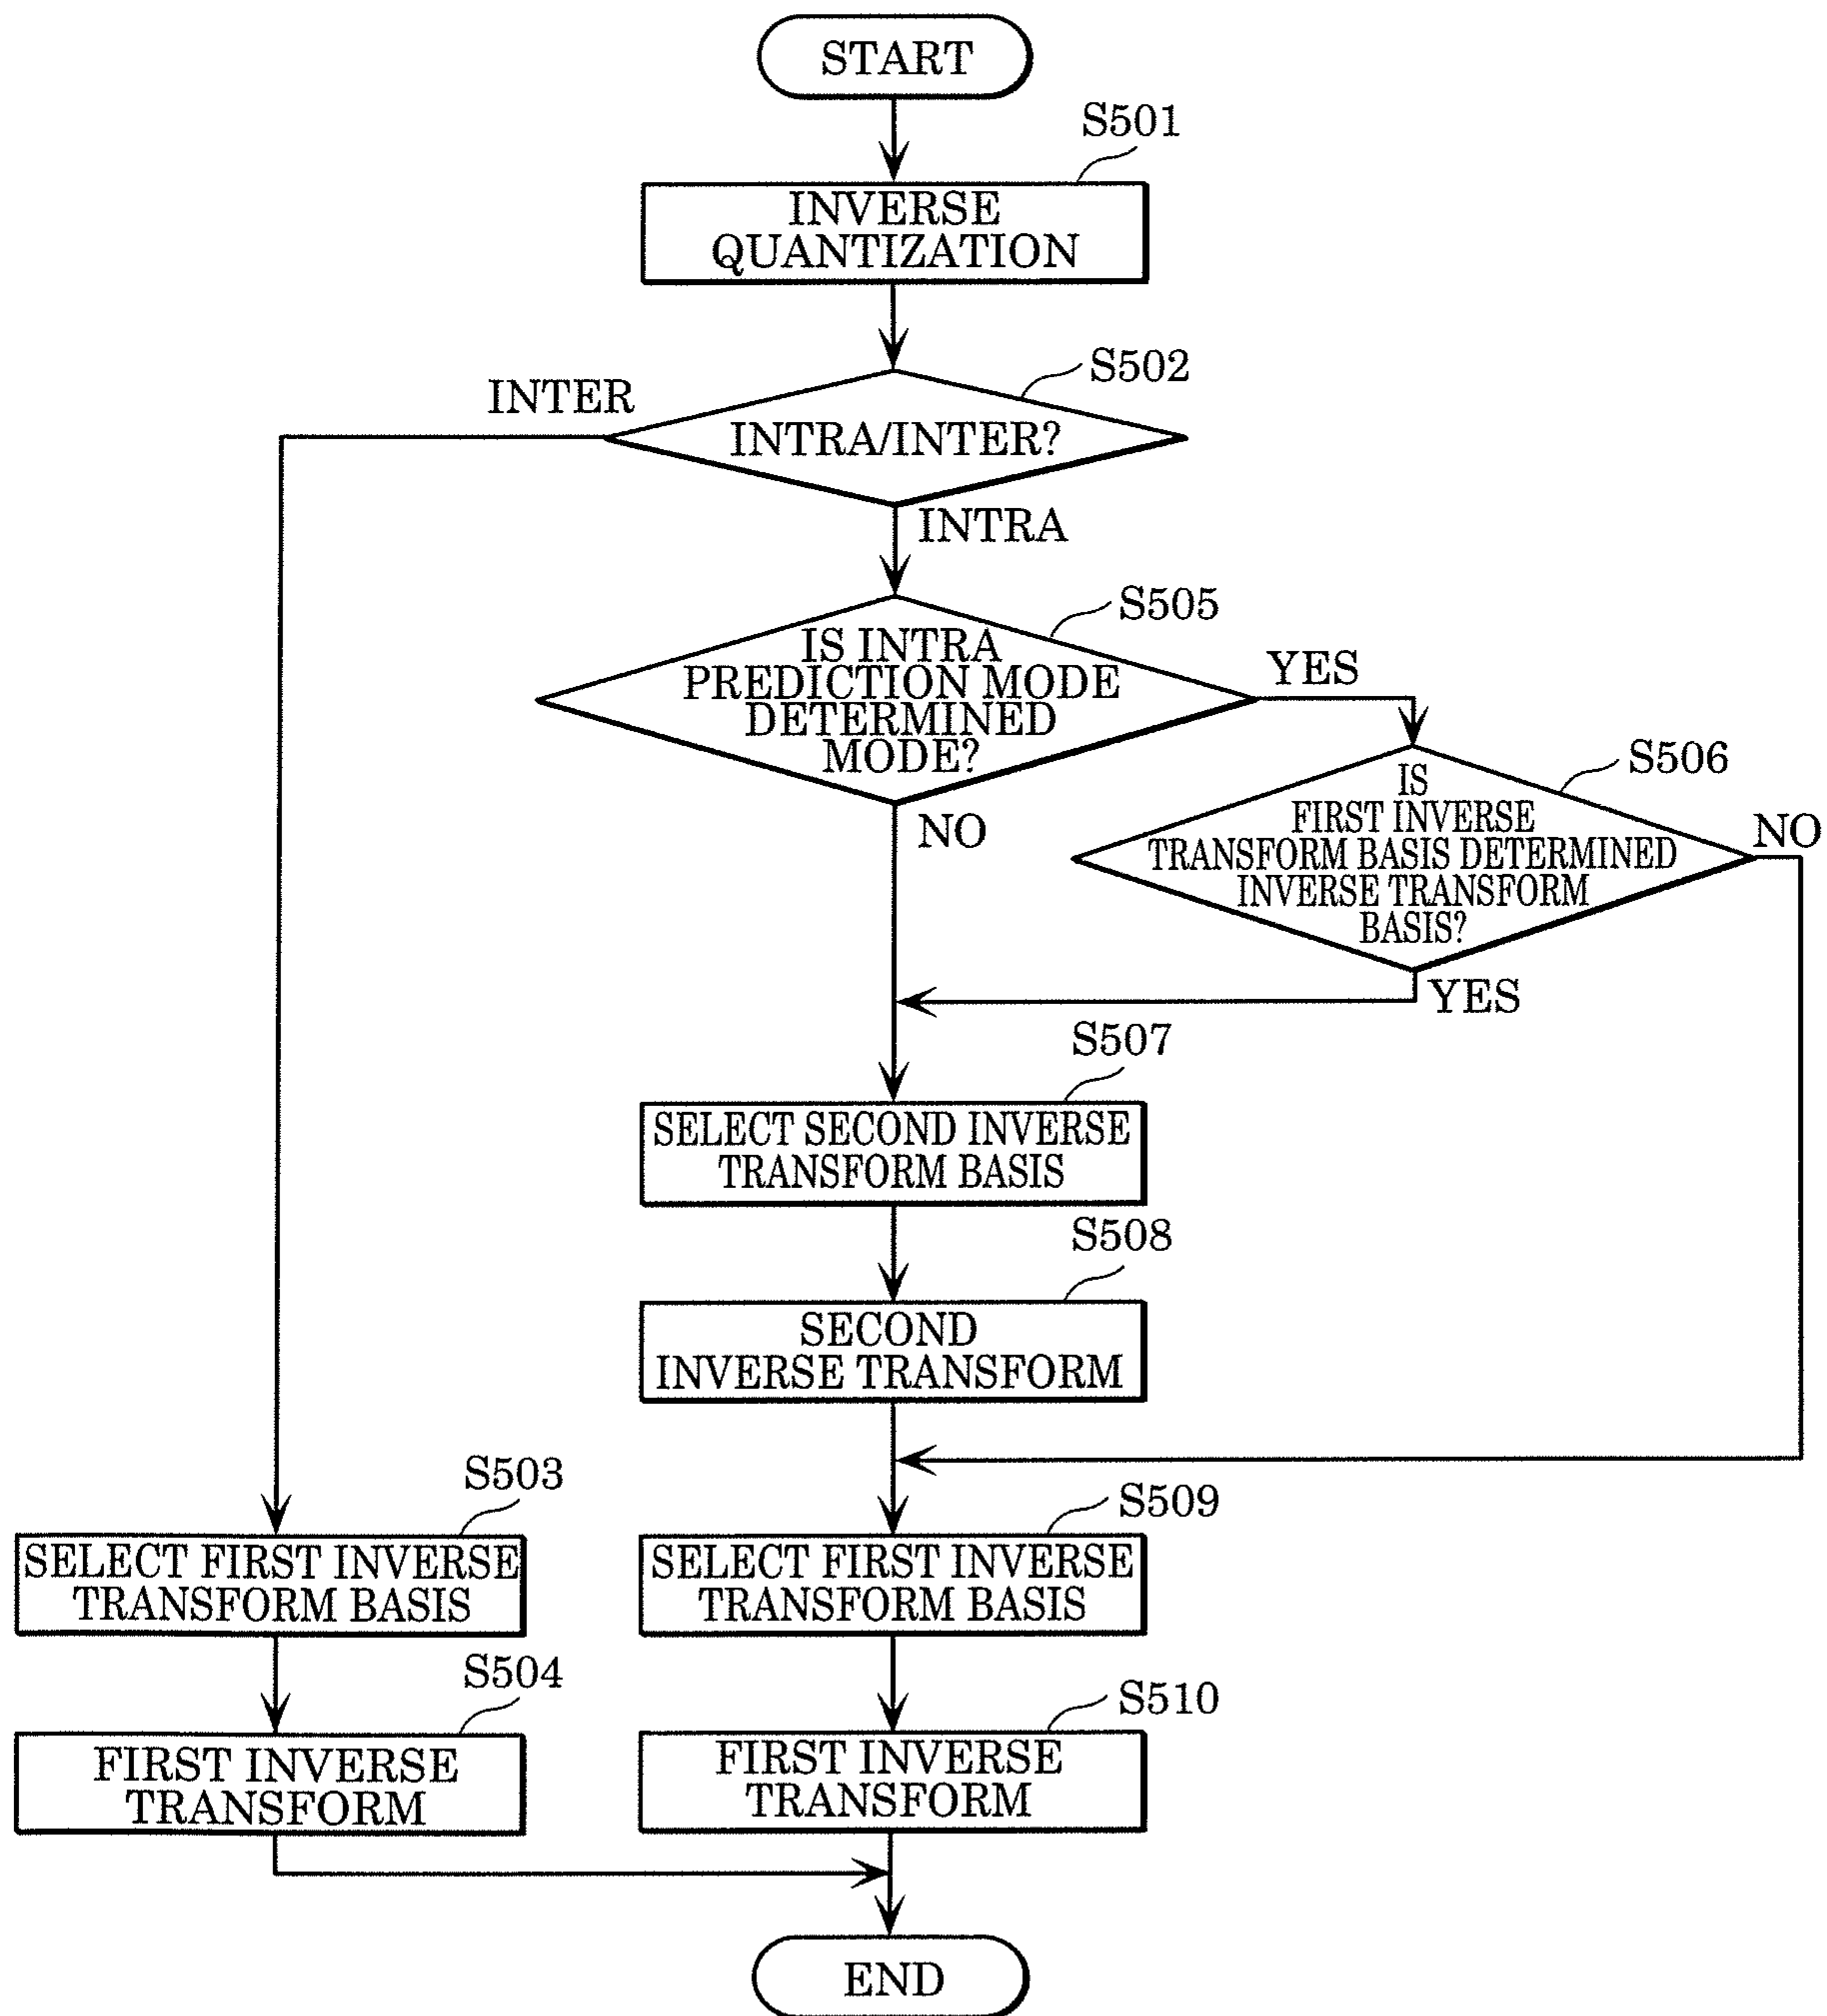 START
S501
INVERSE
QUANTIZATION
S502
INTER
INTRA/INTER?
INTRA
S505
IS INTRA
PREDICTION MODE
DETERMINED
MODE?
YES
NO
S506
IS
FIRST INVERSE
TRANSFORM BASIS DETERMINED
INVERSE TRANSFORM
BASIS?
NO
YES
S507
SELECT SECOND INVERSE
TRANSFORM BASIS
S508
SECOND
INVERSE TRANSFORM
S503
SELECT FIRST INVERSE
TRANSFORM BASIS
S509
SELECT FIRST INVERSE
TRANSFORM BASIS
S504
FIRST INVERSE
TRANSFORM
S510
FIRST INVERSE
TRANSFORM
END